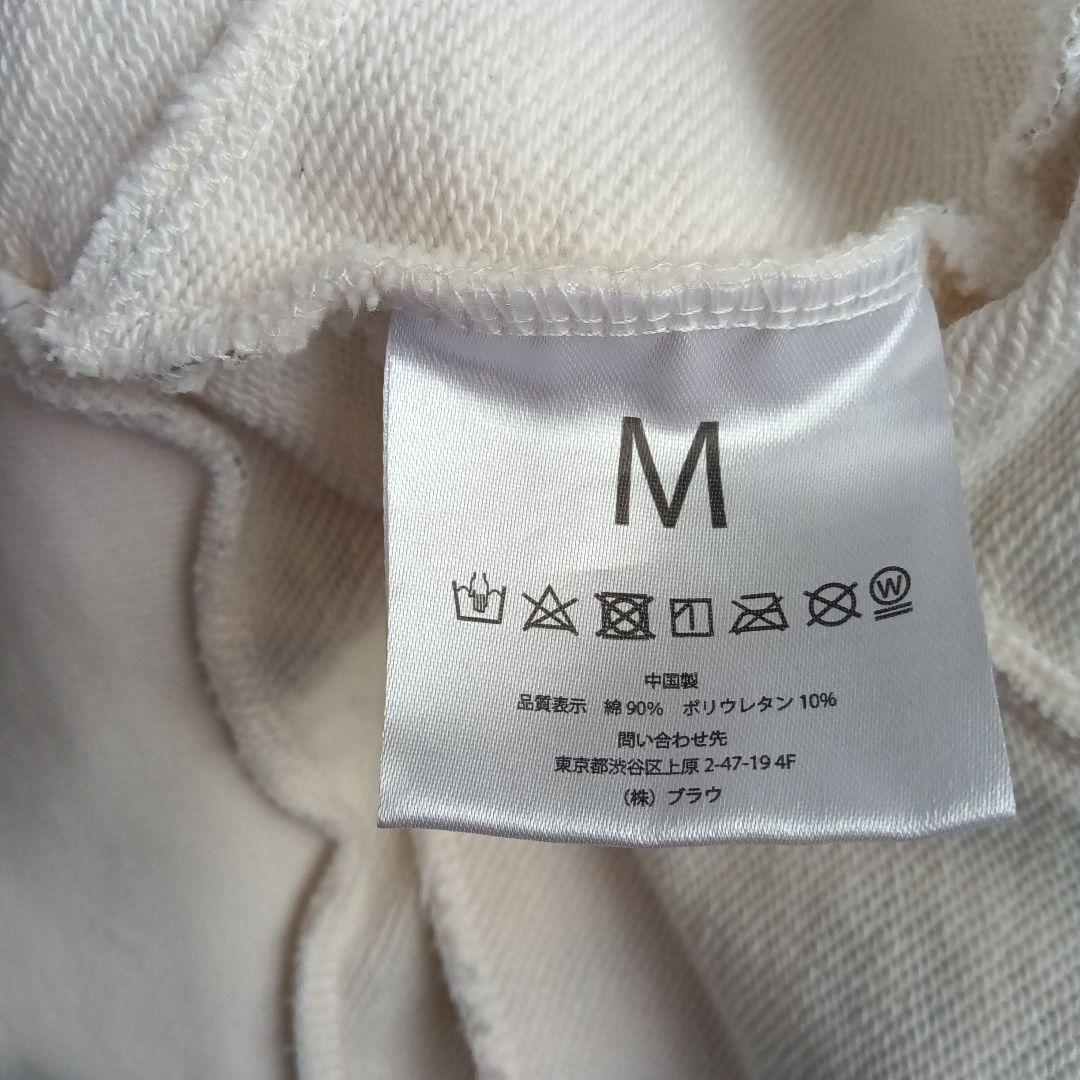 M
W
中国製
品質表示 綿 90% ポリウレタン 10%
問い合わせ先
東京都渋谷区上原 2-47-19 4F
（株）ブラウ